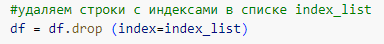 #удаляем строки с индексами в списке index_list
df = df.drop (index=index_list)